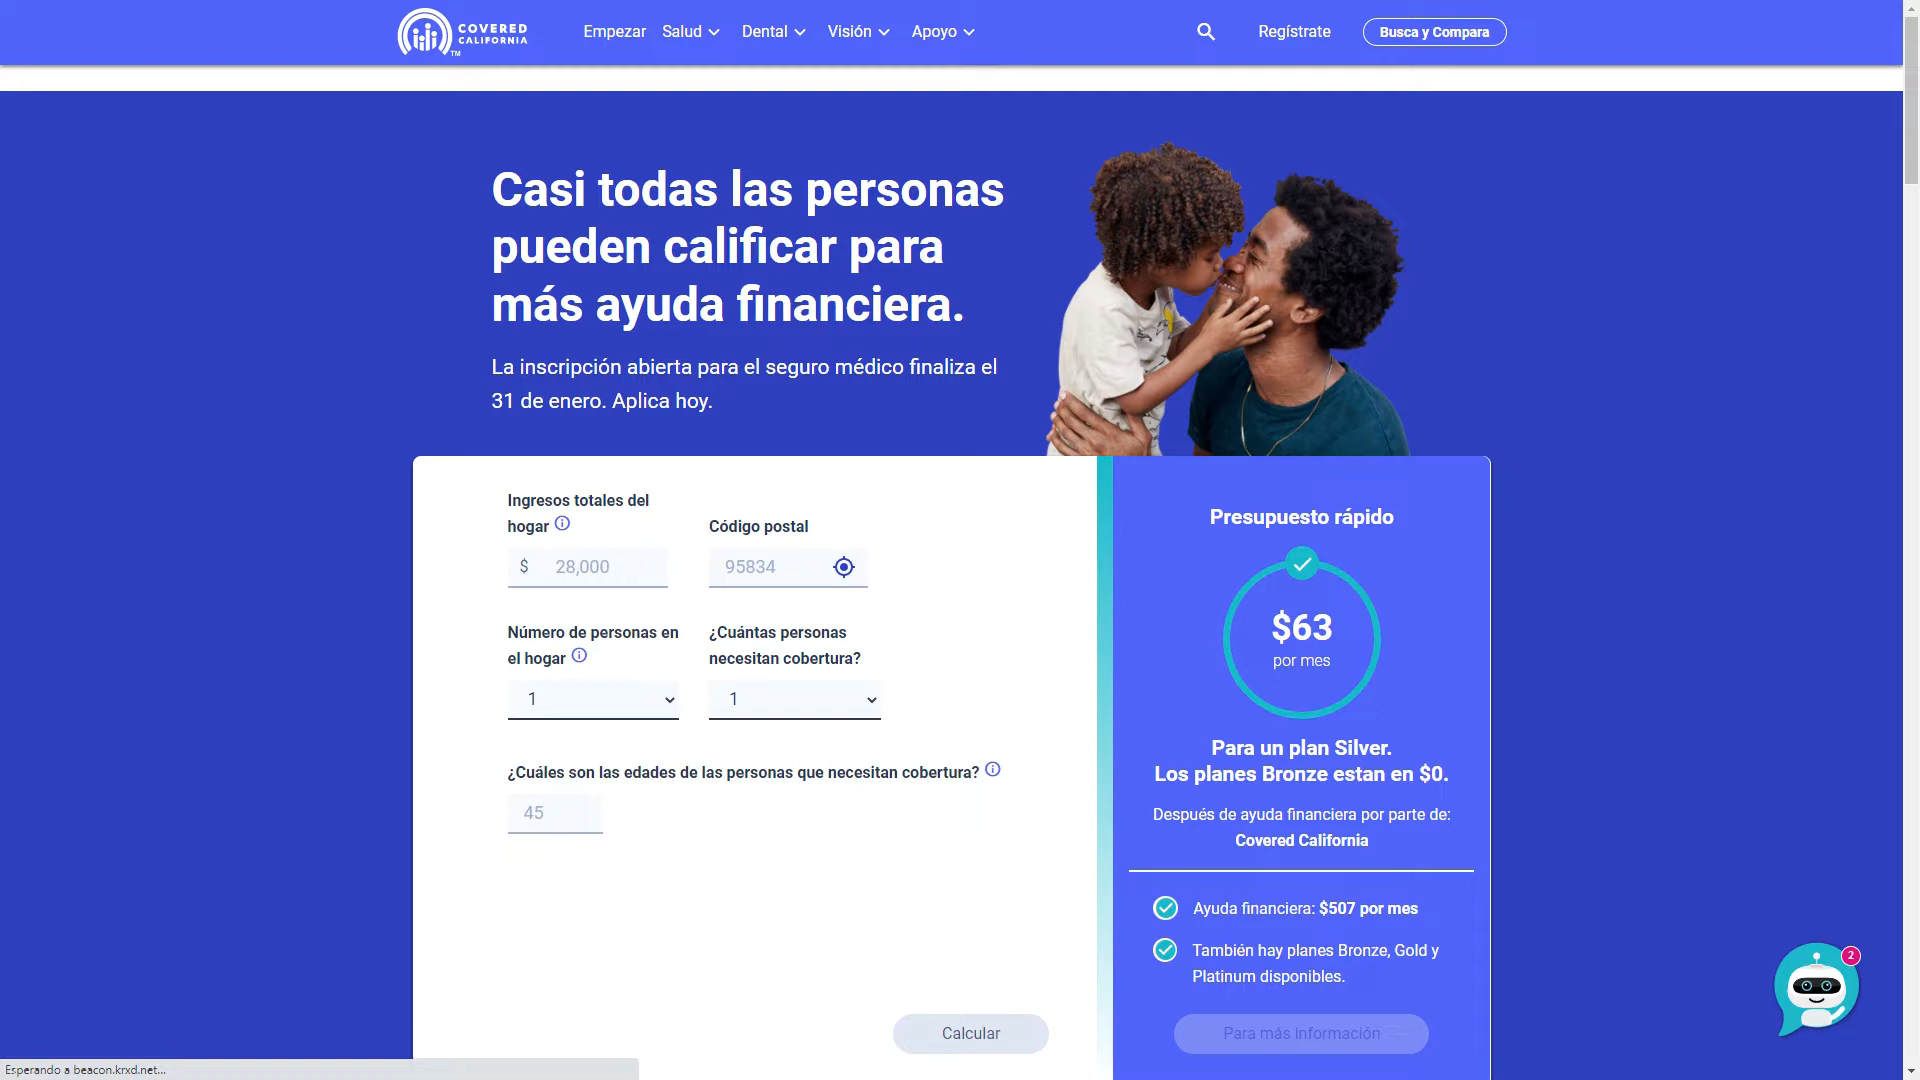 COVERED
CALIFORNIA
TM
Empezar
Salud
Dental
Visión
Apoyo
Regístrate
Busca y Compara
Casi todas las personas
pueden calificar para
más ayuda financiera.
La inscripción abierta para el seguro médico finaliza el
31 de enero. Aplica hoy.
Ingresos totales del
hogar
$ 28,000
Código postal
95834
Número de personas en
el hogar
1
¿Cuántas personas
necesitan cobertura?
1
¿Cuáles son las edades de las personas que necesitan cobertura?
45
Calcular
Presupuesto rápido
$63
por mes
Para un plan Silver.
Los planes Bronze estan en $0.
Después de ayuda financiera por parte de:
Covered California
Ayuda financiera: $507 por mes
También hay planes Bronze, Gold y
Platinum disponibles.
Para más información
2
Esperando a beacon.krxd.net...